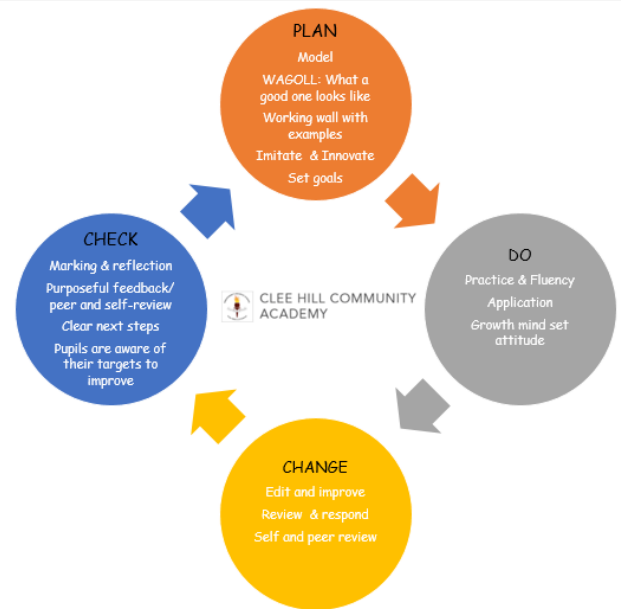 PLAN
Model
WAGOLL: What a
good one looks like
Working wall with
examples
Imitate & Innovate
Set goals
DO
Practice & Fluency
Application
Growth mind set
attitude
CHANGE
Edit and improve
Review & respond
Self and peer review
CHECK
Marking & reflection
Purposeful feedback/
peer and self-review
Clear next steps
Pupils are aware of
their targets to
improve
CLEE HILL COMMUNITY
ACADEMY